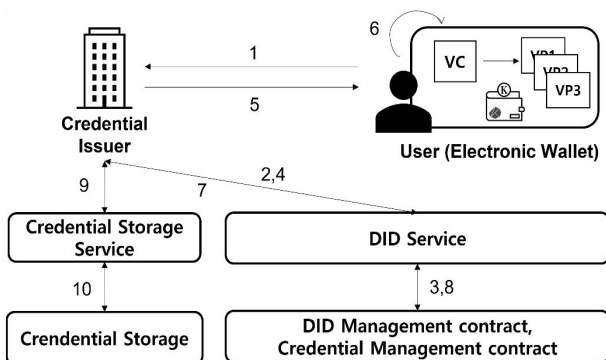 6
1
VC
VP1
VP2
VP3
K
5
Credential
Issuer
User (Electronic Wallet)
9
7
2,4
Credential Storage
Service
DID Service
10
3,8
Crendential Storage
DID Management contract,
Credential Management contract